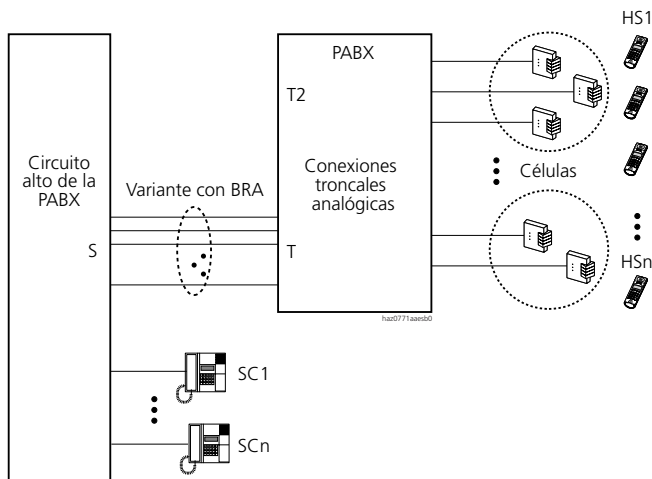 HS1
PABX
T2
Circuito
alto de la
PABX
Variante con BRA
Conexiones
troncales
analógicas
Células
S
T
HSn
haz0771aaesb0
SC1
SCn